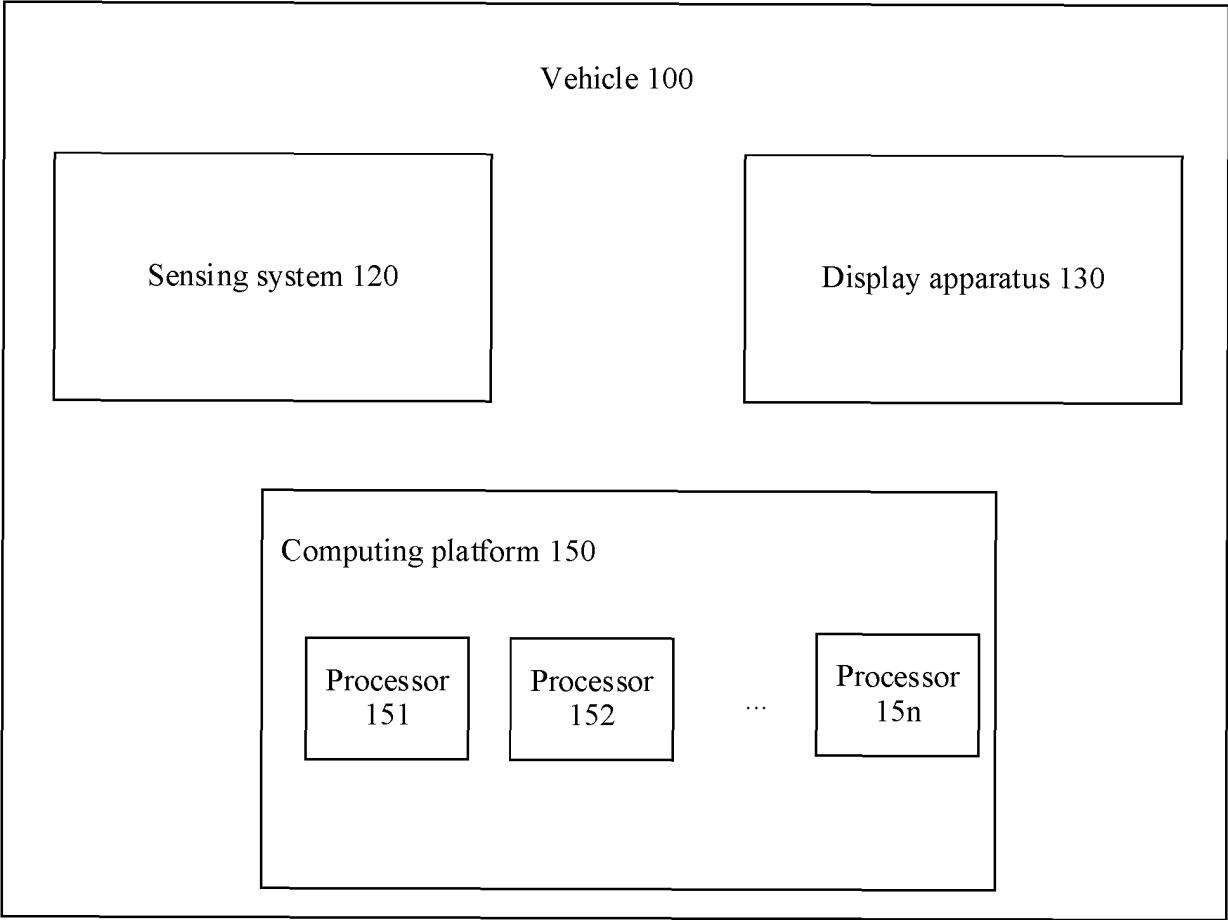 Vehicle 100
Sensing system 120
Display apparatus 130
Computing platform 150
Processor
151
Processor
152
...
Processor
15n